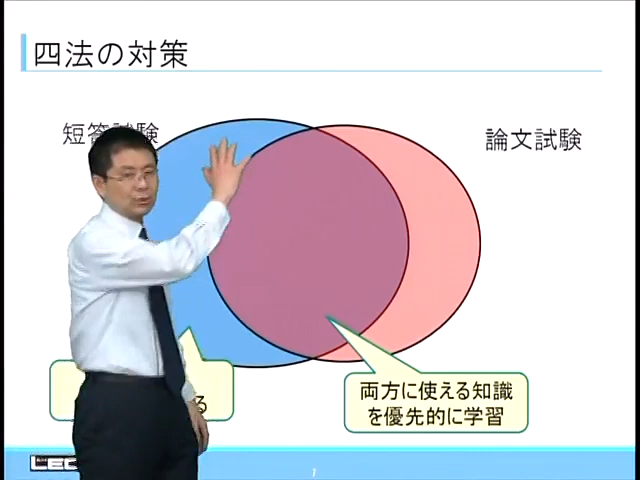 四法の対策
短答試験
論文試験
両方に使える知識
を優先的に学習
る
LEC
1